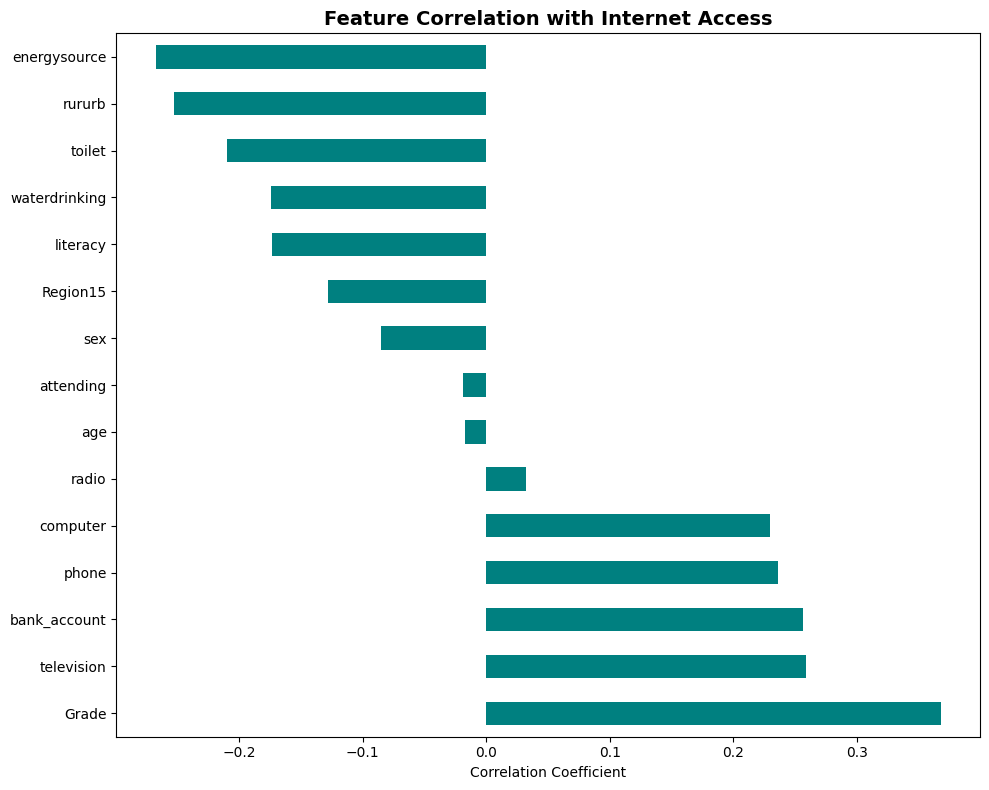 Feature Correlation with Internet Access
energysource
rururb
toilet
waterdrinking
literacy
Region15
sex
attending
age
radio
computer
phone
bank_account
television
Grade
−0.2 −0.1 0.0 0.1 0.2 0.3
Correlation Coefficient